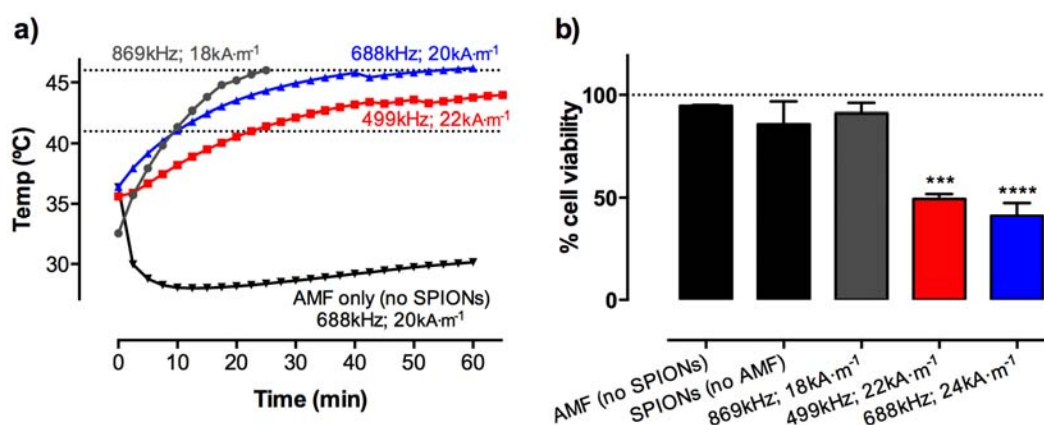 a)
869kHz; 18kA·m⁻¹
688kHz; 20kA·m⁻¹
499kHz; 22kA·m⁻¹
AMF only (no SPIONs)
688kHz; 20kA·m⁻¹
Temp (ºC)
45
40
35
30
0 10 20 30 40 50 60
Time (min)
b)
% cell viability
100
50
0
***
****
AMF (no SPIONs)
SPIONs (no AMF)
869kHz; 18kA·m⁻¹
499kHz; 22kA·m⁻¹
688kHz; 24kA·m⁻¹